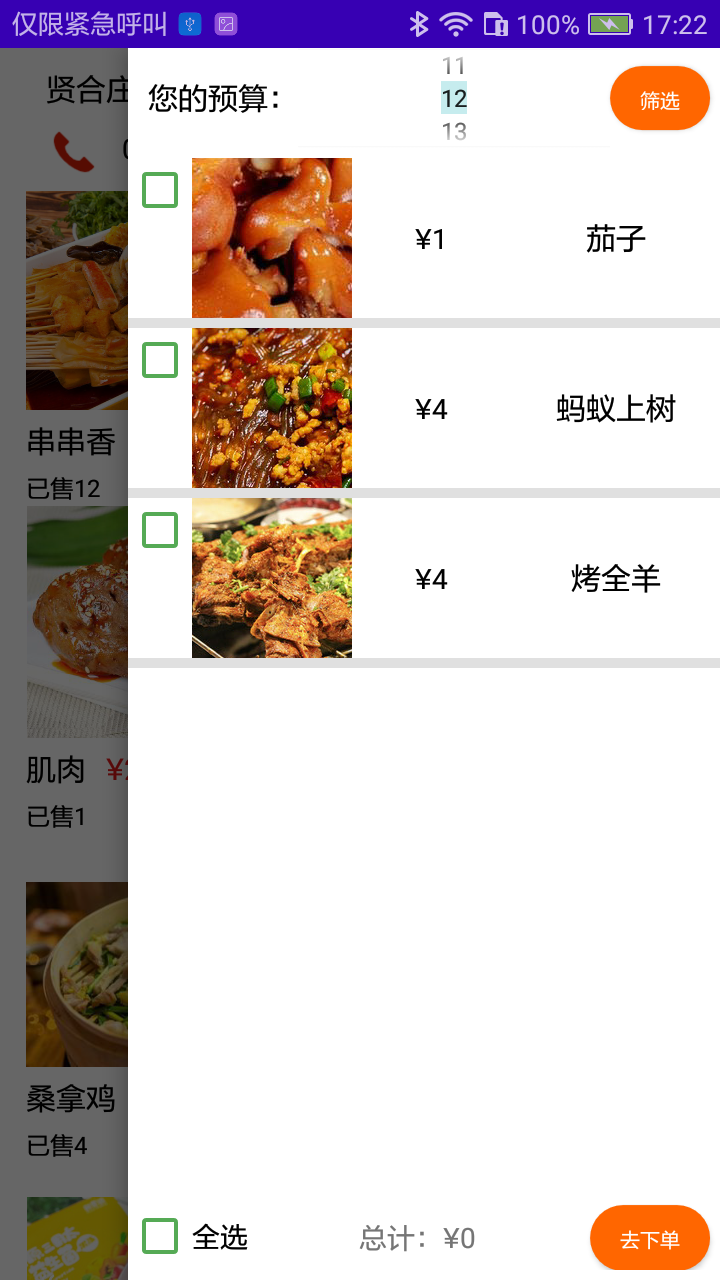 仅限紧急呼叫
100%
17:22
您的预算：
11
12
13
筛选
¥1
茄子
¥4
蚂蚁上树
¥4
烤全羊
贤合庄
串串香
已售12
肌肉
已售1
桑拿鸡
已售4
全选
总计：¥0
去下单